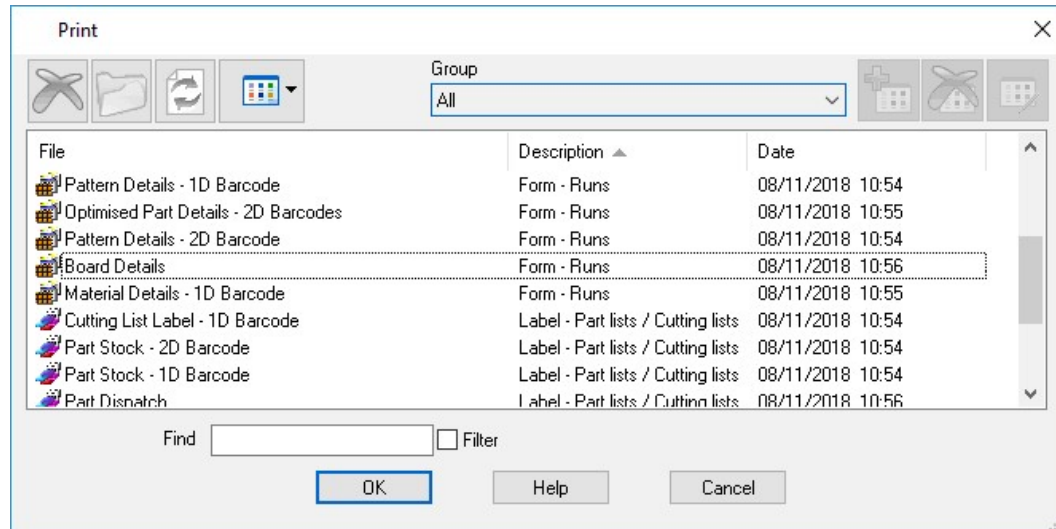 Print
Group
All
File Description Date
Pattern Details - 1D Barcode Form - Runs 08/11/2018 10:54
Optimised Part Details - 2D Barcodes Form - Runs 08/11/2018 10:55
Pattern Details - 2D Barcode Form - Runs 08/11/2018 10:54
Board Details Form - Runs 08/11/2018 10:56
Material Details - 1D Barcode Form - Runs 08/11/2018 10:55
Cutting List Label - 1D Barcode Label - Part lists / Cutting lists 08/11/2018 10:54
Part Stock - 2D Barcode Label - Part lists / Cutting lists 08/11/2018 10:54
Part Stock - 1D Barcode Label - Part lists / Cutting lists 08/11/2018 10:54
Part Dispatch Label - Part lists / Cutting lists 08/11/2018 10:56
Find Filter
OK Help Cancel